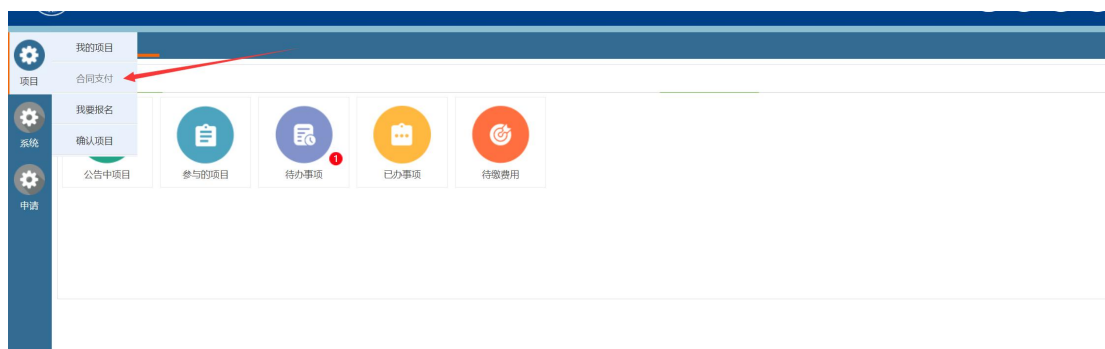 我的项目
项目
合同支付
我要报名
系统
确认项目
1
公告中项目
参与的项目
待办事项
已办事项
待缴费用
申请